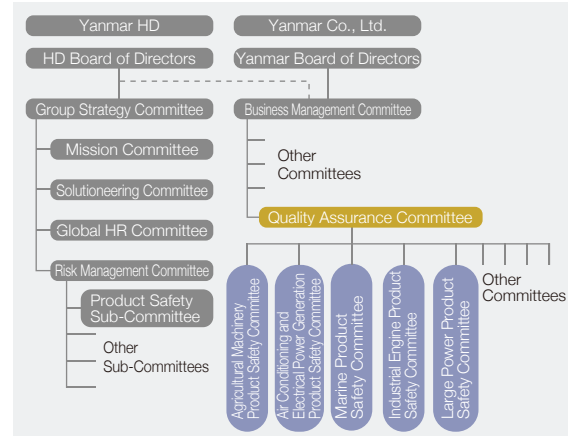 Yanmar HD
Yanmar Co., Ltd.
HD Board of Directors
Yanmar Board of Directors
Group Strategy Committee
Business Management Committee
Mission Committee
Other
Committees
Solutioneering Committee
Quality Assurance Committee
Global HR Committee
Risk Management Committee
Product Safety
Sub-Committee
Other
Sub-Committees
Agricultural Machinery
Product Safety Committee
Air Conditioning and
Electrical Power Generation
Product Safety Committee
Marine Product
Safety Committee
Industrial Engine Product
Safety Committee
Large Power Product
Safety Committee
Other
Committees